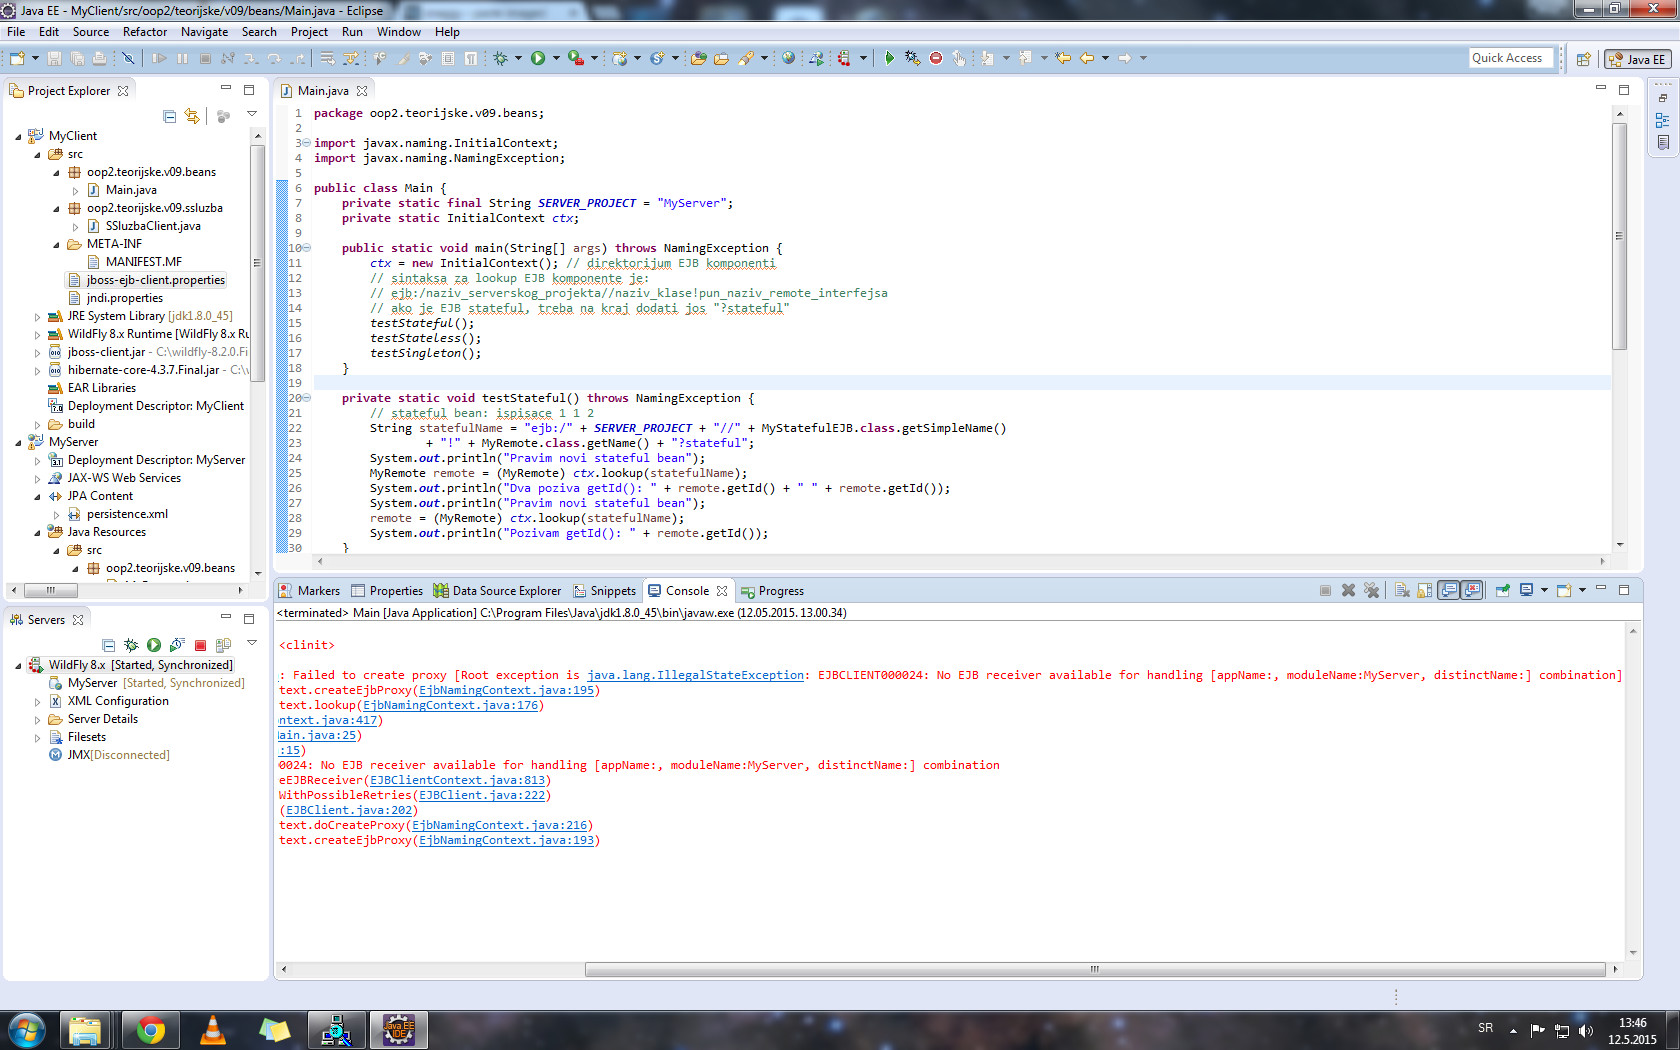 Java EE - MyClient/src/oop2/teorijske/v09/beans/Main.java - Eclipse
File Edit Source Refactor Navigate Search Project Run Window Help
Quick Access
Java EE
Project Explorer
MyClient
src
oop2.teorijske.v09.beans
Main.java
oop2.teorijske.v09.ssluzba
SSluzbaClient.java
META-INF
MANIFEST.MF
jboss-ejb-client.properties
jndi.properties
JRE System Library [jdk1.8.0_45]
WildFly 8.x Runtime [WildFly 8.x Ru
jboss-client.jar - C:\wildfly-8.2.0.Fi
hibernate-core-4.3.7.Final.jar - C:\
EAR Libraries
Deployment Descriptor: MyClient
build
MyServer
Deployment Descriptor: MyServer
JAX-WS Web Services
JPA Content
persistence.xml
Java Resources
src
oop2.teorijske.v09.beans
Servers
WildFly 8.x [Started, Synchronized]
MyServer [Started, Synchronized]
XML Configuration
Server Details
Filesets
JMX[Disconnected]
Main.java
1 package oop2.teorijske.v09.beans;
2
3 import javax.naming.InitialContext;
4 import javax.naming.NamingException;
5
6 public class Main {
7 private static final String SERVER_PROJECT = "MyServer";
8 private static InitialContext ctx;
9
10 public static void main(String[] args) throws NamingException {
11 ctx = new InitialContext(); // direktorijum EJB komponenti
12 // sintaksa za lookup EJB komponente je:
13 // ejb:/naziv_serverskog_projekta//naziv_klase!pun_naziv_remote_interfejsa
14 // ako je EJB stateful, treba na kraj dodati jos "?stateful"
15 testStateful();
16 testStateless();
17 testSingleton();
18 }
19
20 private static void testStateful() throws NamingException {
21 // stateful bean: ispisace 1 1 2
22 String statefulName = "ejb:/" + SERVER_PROJECT + "//" + MyStatefulEJB.class.getSimpleName()
23 + "!" + MyRemote.class.getName() + "?stateful";
24 System.out.println("Pravim novi stateful bean");
25 MyRemote remote = (MyRemote) ctx.lookup(statefulName);
26 System.out.println("Dva poziva getId(): " + remote.getId() + " " + remote.getId());
27 System.out.println("Pravim novi stateful bean");
28 remote = (MyRemote) ctx.lookup(statefulName);
29 System.out.println("Pozivam getId(): " + remote.getId());
30 }
Markers Properties Data Source Explorer Snippets Console Progress
<terminated> Main [Java Application] C:\Program Files\Java\jdk1.8.0_45\bin\javaw.exe (12.05.2015. 13.00.34)
<clinit>
: Failed to create proxy [Root exception is java.lang.IllegalStateException: EJBCLIENT000024: No EJB receiver available for handling [appName:, moduleName:MyServer, distinctName:] combination]
text.createEjbProxy(EjbNamingContext.java:195)
text.lookup(EjbNamingContext.java:176)
ontext.java:417)
Main.java:25)
:15)
0024: No EJB receiver available for handling [appName:, moduleName:MyServer, distinctName:] combination
eEJBReceiver(EJBClientContext.java:813)
WithPossibleRetries(EJBClient.java:222)
(EJBClient.java:202)
text.doCreateProxy(EjbNamingContext.java:216)
text.createEjbProxy(EjbNamingContext.java:193)
SR
13:46
12.5.2015